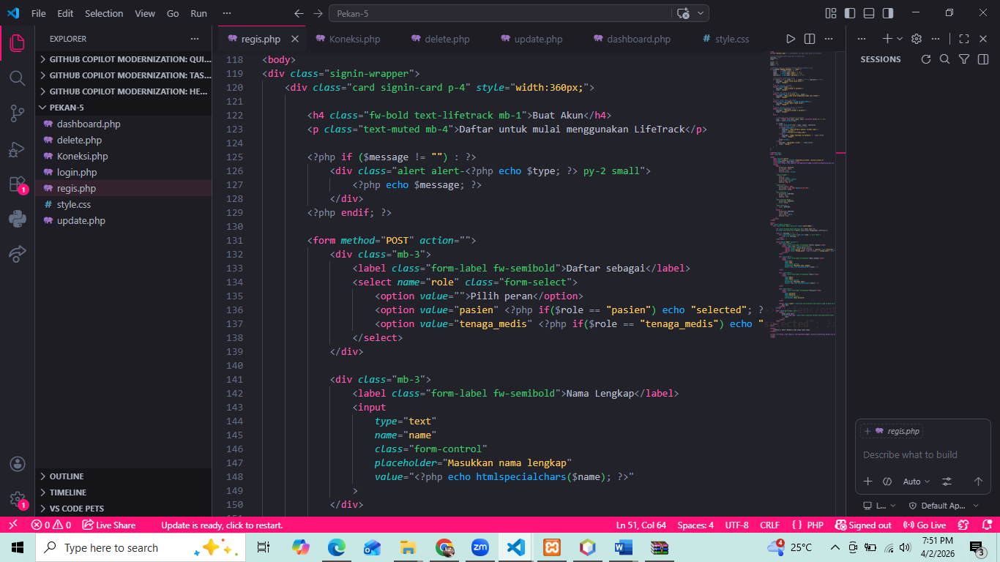 File Edit Selection View Go Run ··· Pekan-5
EXPLORER ···
GITHUB COPILOT MODERNIZATION: QUI...
GITHUB COPILOT MODERNIZATION: TAS...
GITHUB COPILOT MODERNIZATION: HE...
PEKAN-5
dashboard.php
delete.php
Koneksi.php
login.php
regis.php
# style.css
update.php
OUTLINE
TIMELINE
VS CODE PETS
1
1
regis.php Koneksi.php delete.php update.php dashboard.php # style.css ···
118 <body>
119 <div class="signin-wrapper">
120 <div class="card signin-card p-4" style="width:360px;">
121
122 <h4 class="fw-bold text-lifetrack mb-1">Buat Akun</h4>
123 <p class="text-muted mb-4">Daftar untuk mulai menggunakan LifeTrack</p>
124
125 <?php if ($message != "") : ?>
126 <div class="alert alert-<?php echo $type; ?> py-2 small">
127 <?php echo $message; ?>
128 </div>
129 <?php endif; ?>
130
131 <form method="POST" action="">
132 <div class="mb-3">
133 <label class="form-label fw-semibold">Daftar sebagai</label>
134 <select name="role" class="form-select">
135 <option value="">Pilih peran</option>
136 <option value="pasien" <?php if($role == "pasien") echo "selected"; ?
137 <option value="tenaga_medis" <?php if($role == "tenaga_medis") echo "
138 </select>
139 </div>
140
141 <div class="mb-3">
142 <label class="form-label fw-semibold">Nama Lengkap</label>
143 <input
144 type="text"
145 name="name"
146 class="form-control"
147 placeholder="Masukkan nama lengkap"
148 value="<?php echo htmlspecialchars($name); ?>"
149 >
150 </div>
SESSIONS
regis.php
Describe what to build
Auto
L... Default Ap...
0 0 Live Share Update is ready, click to restart. Ln 51, Col 64 Spaces: 4 UTF-8 CRLF { } PHP Signed out Go Live
Type here to search
zm
W
4 25°C
7:51 PM
4/2/2026
3